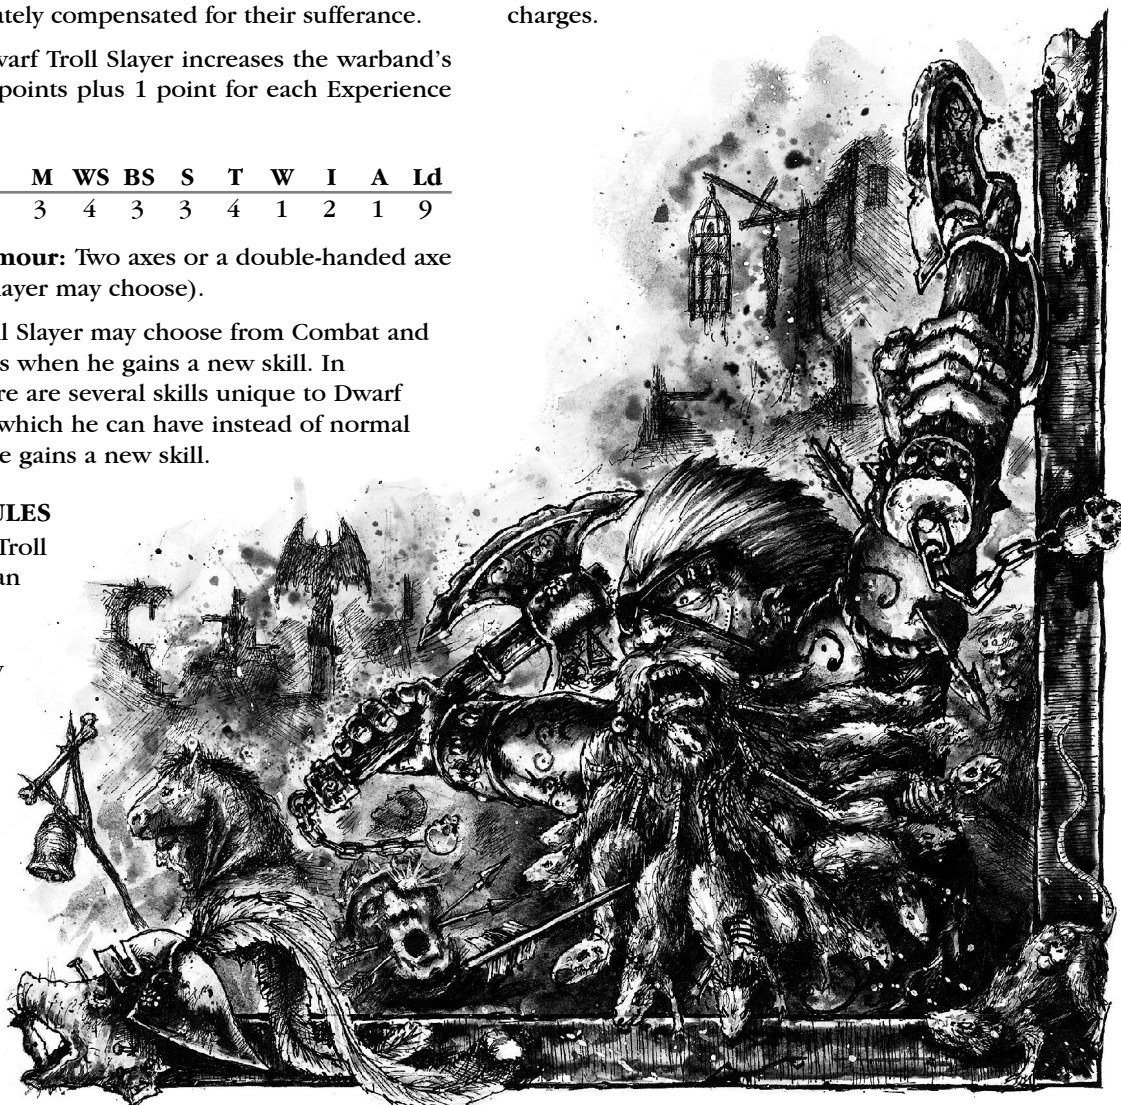 ately compensated for their sufferance.
warf Troll Slayer increases the warband's
points plus 1 point for each Experience
M WS BS S T W I A Ld
3 4 3 3 4 1 2 1 9
mour: Two axes or a double-handed axe
layer may choose).
ll Slayer may choose from Combat and
s when he gains a new skill. In
re are several skills unique to Dwarf
which he can have instead of normal
e gains a new skill.
ULES
Troll
an
y
charges.